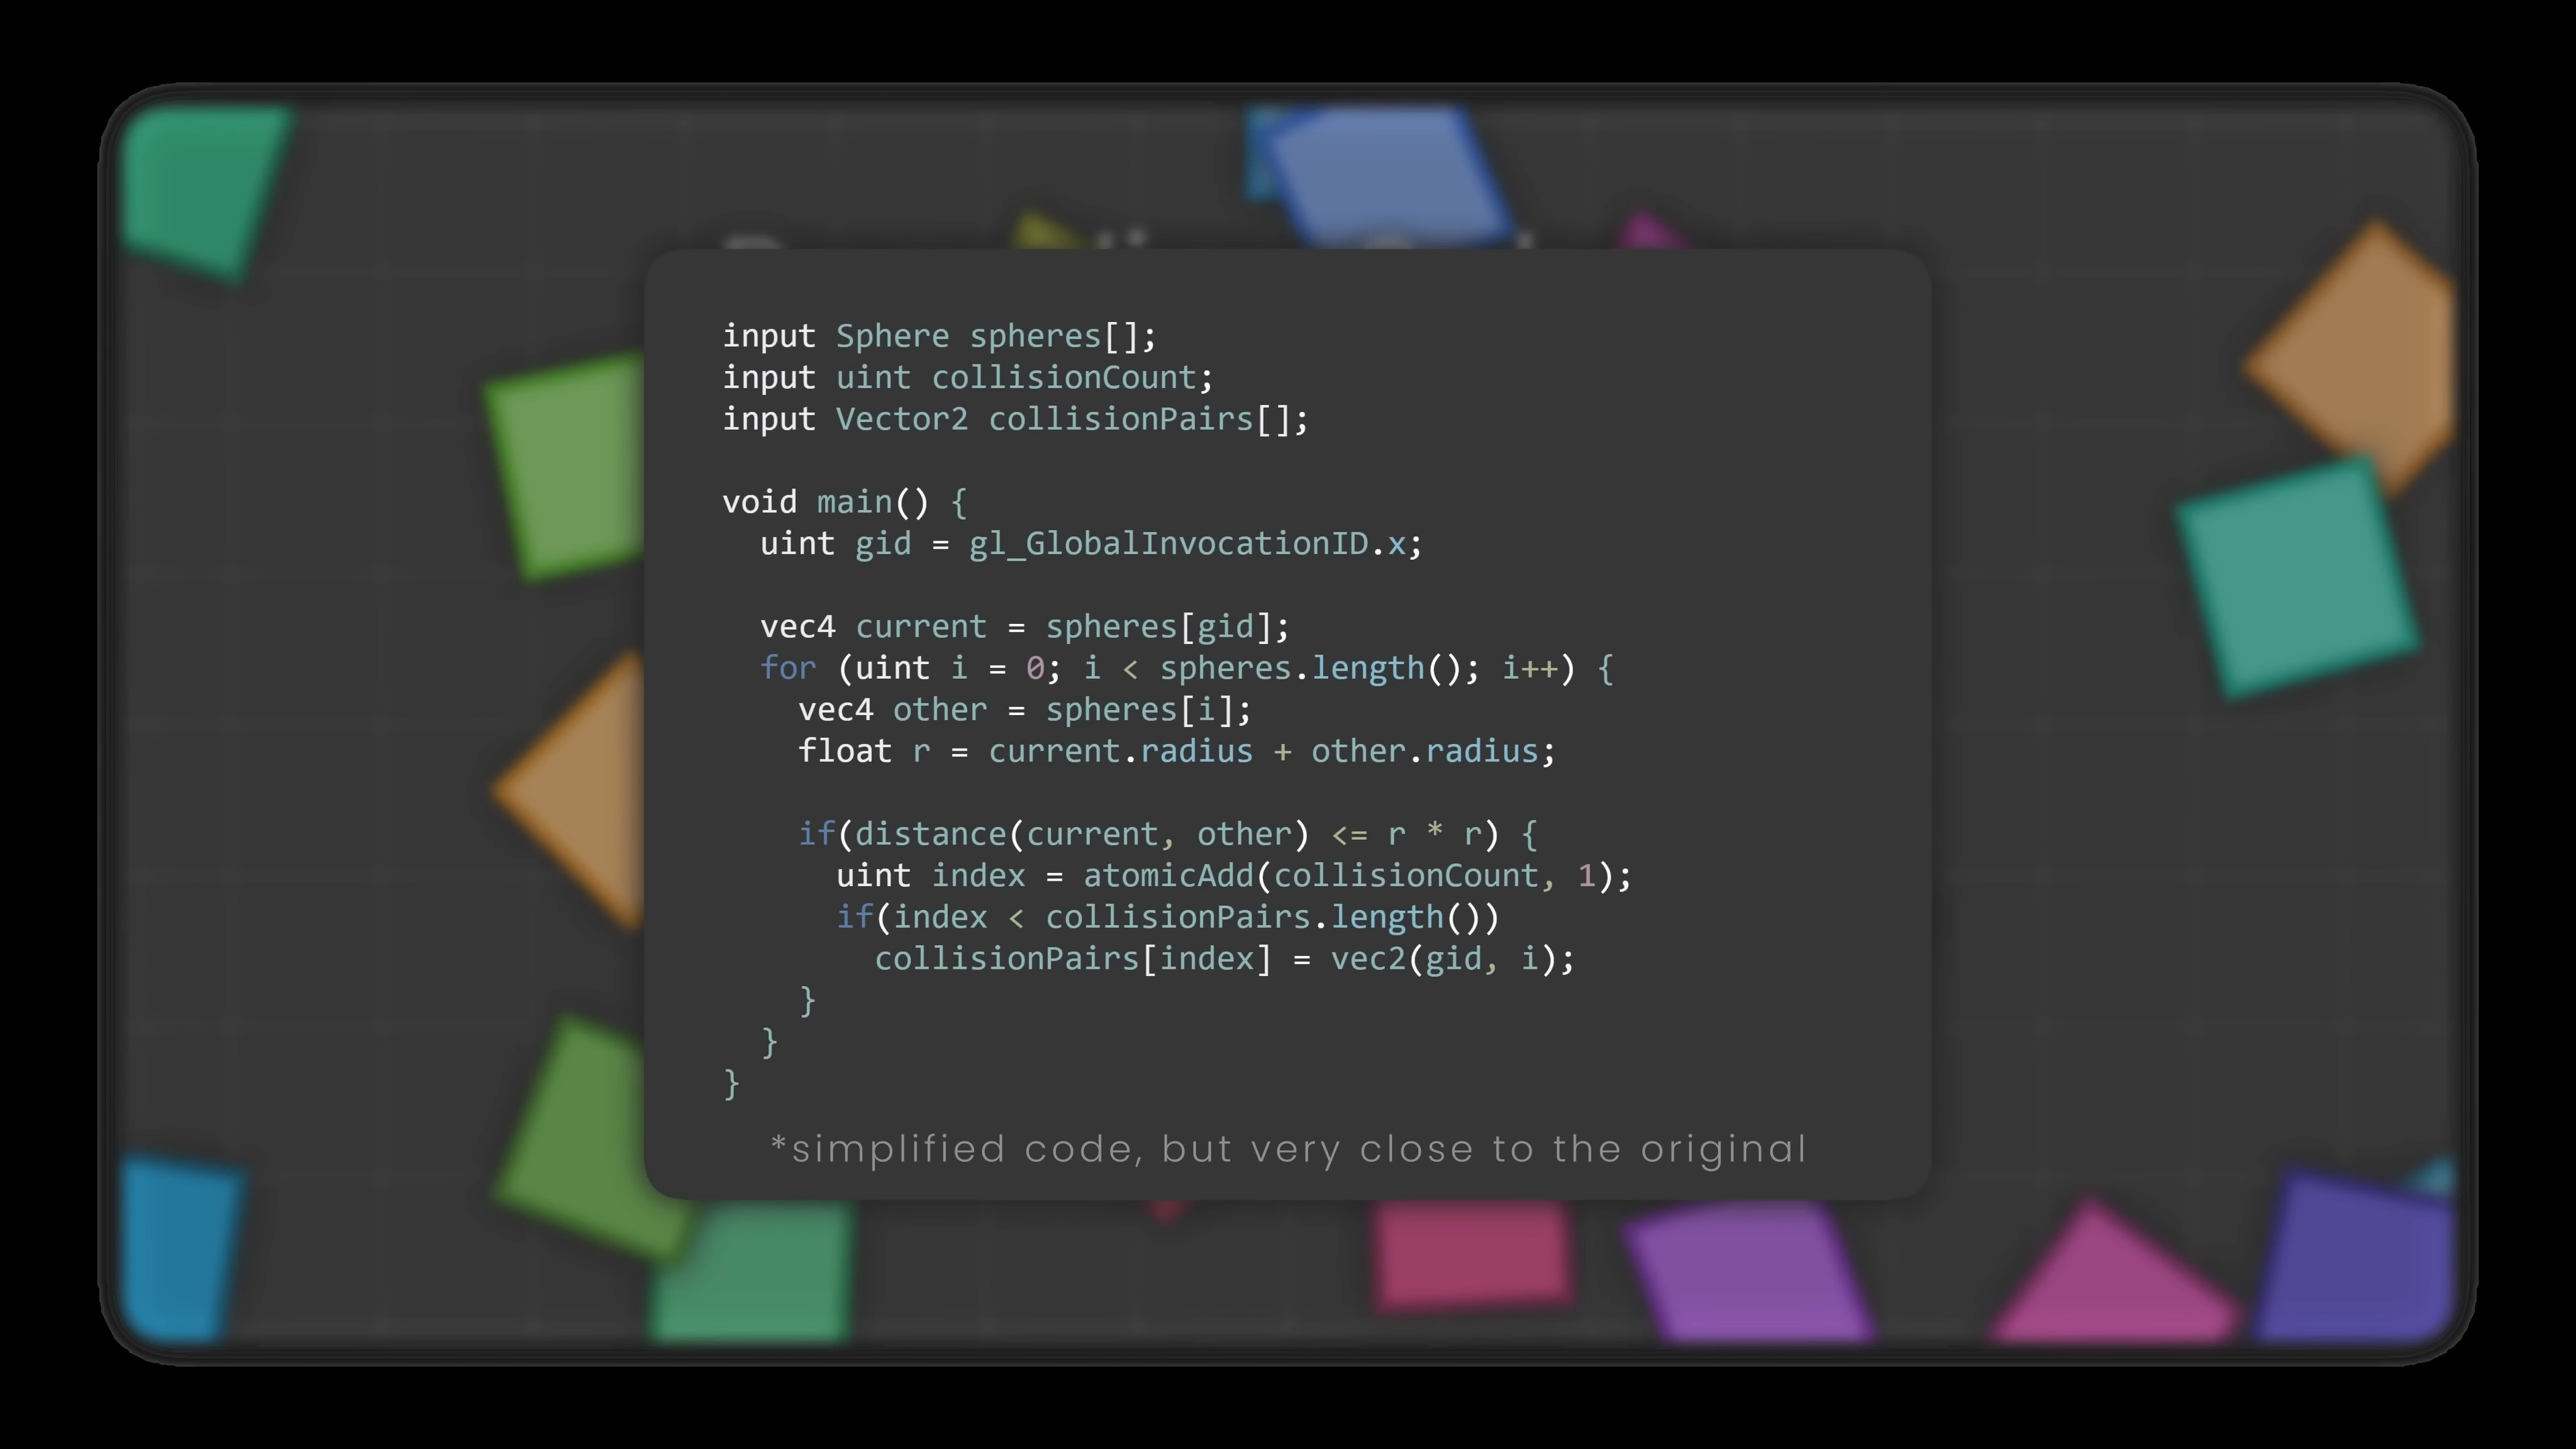 input Sphere spheres[];
input uint collisionCount;
input Vector2 collisionPairs[];
void main() {
uint gid = gl_GlobalInvocationID.x;
vec4 current = spheres[gid];
for (uint i = 0; i < spheres.length(); i++) {
vec4 other = spheres[i];
float r = current.radius + other.radius;
if(distance(current, other) <= r * r) {
uint index = atomicAdd(collisionCount, 1);
if(index < collisionPairs.length())
collisionPairs[index] = vec2(gid, i);
}
}
}
*simplified code, but very close to the original